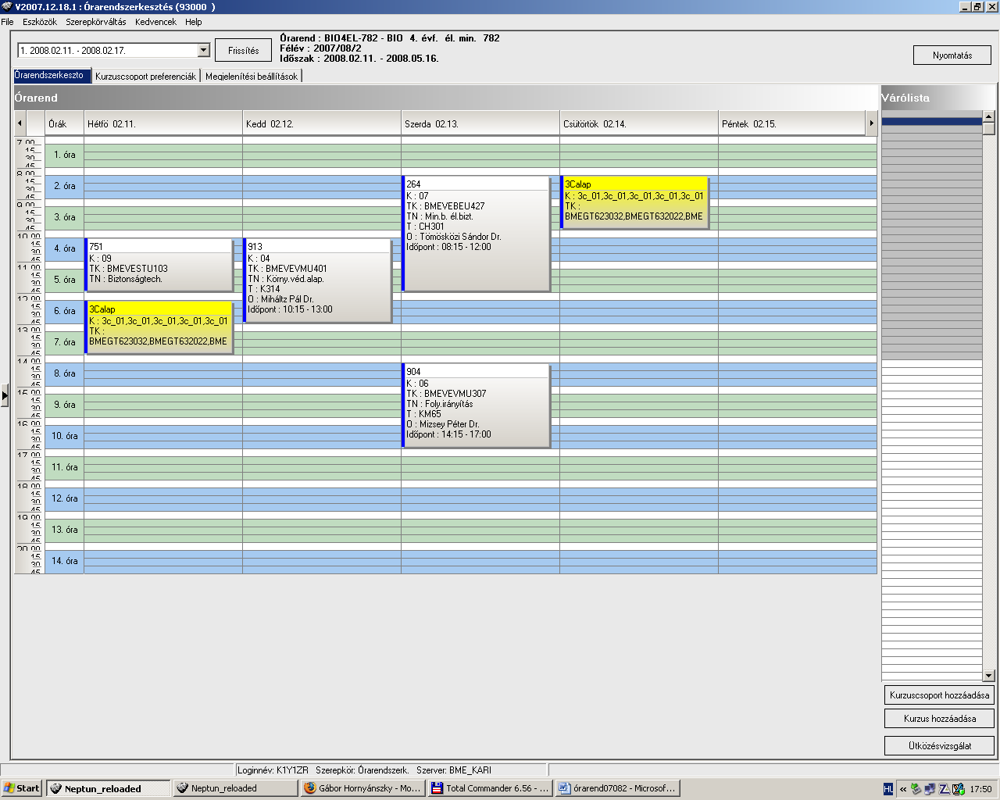 V2007.12.18.1 : Órarendszerkesztés (93000 )
File Eszközök Szerepkörváltás Kedvencek Help
1. 2008.02.11. - 2008.02.17.
Frissítés
Órarend : BIO4EL-782 - BIO 4. évf. él. min. 782
Félév : 2007/08/2
Időszak : 2008.02.11. - 2008.05.16.
Nyomtatás
Órarendszerkeszto Kurzuscsoport preferenciák Megjelenítési beállítások
Órarend
Várólista
Órák Hétfő 02.11. Kedd 02.12. Szerda 02.13. Csütörtök 02.14. Péntek 02.15.
7 00
15
30
45
1. óra
8 00
15
30
45
2. óra
9 00
15
30
45
3. óra
10 00
15
30
45
4. óra
11 00
15
30
45
5. óra
12 00
15
30
45
6. óra
13 00
15
30
45
7. óra
14 00
15
30
45
8. óra
15 00
15
30
45
9. óra
16 00
15
30
45
10. óra
17 00
15
30
45
11. óra
18 00
15
30
45
12. óra
19 00
15
30
45
13. óra
20 00
15
30
45
14. óra
751
K : 09
TK : BMEVESTU103
TN : Biztonságtech.
3Calap
K : 3c_01,3c_01,3c_01,3c_01,3c_01
TK :
BMEGT623032,BMEGT632022,BME
913
K : 04
TK : BMEVEVMU401
TN : Körny.véd.alap.
T : K314
O : Miháltz Pál Dr.
Időpont : 10:15 - 13:00
264
K : 07
TK : BMEVEBEU427
TN : Min.b. él.bizt.
T : CH301
O : Tömösközi Sándor Dr.
Időpont : 08:15 - 12:00
904
K : 06
TK : BMEVEVMU307
TN : Foly.irányítás
T : KM65
O : Mizsey Péter Dr.
Időpont : 14:15 - 17:00
3Calap
K : 3c_01,3c_01,3c_01,3c_01,3c_01
TK :
BMEGT623032,BMEGT632022,BME
Kurzuscsoport hozzáadása
Kurzus hozzáadása
Ütközésvizsgálat
Loginnév: K1Y1ZR Szerepkör: Órarendszerk. Szerver: BME_KARI
Start Neptun_reloaded Neptun_reloaded Gábor Hornyánszky - Mo... Total Commander 6.56 - ... órarend07082 - Microsof... HU « 17:50